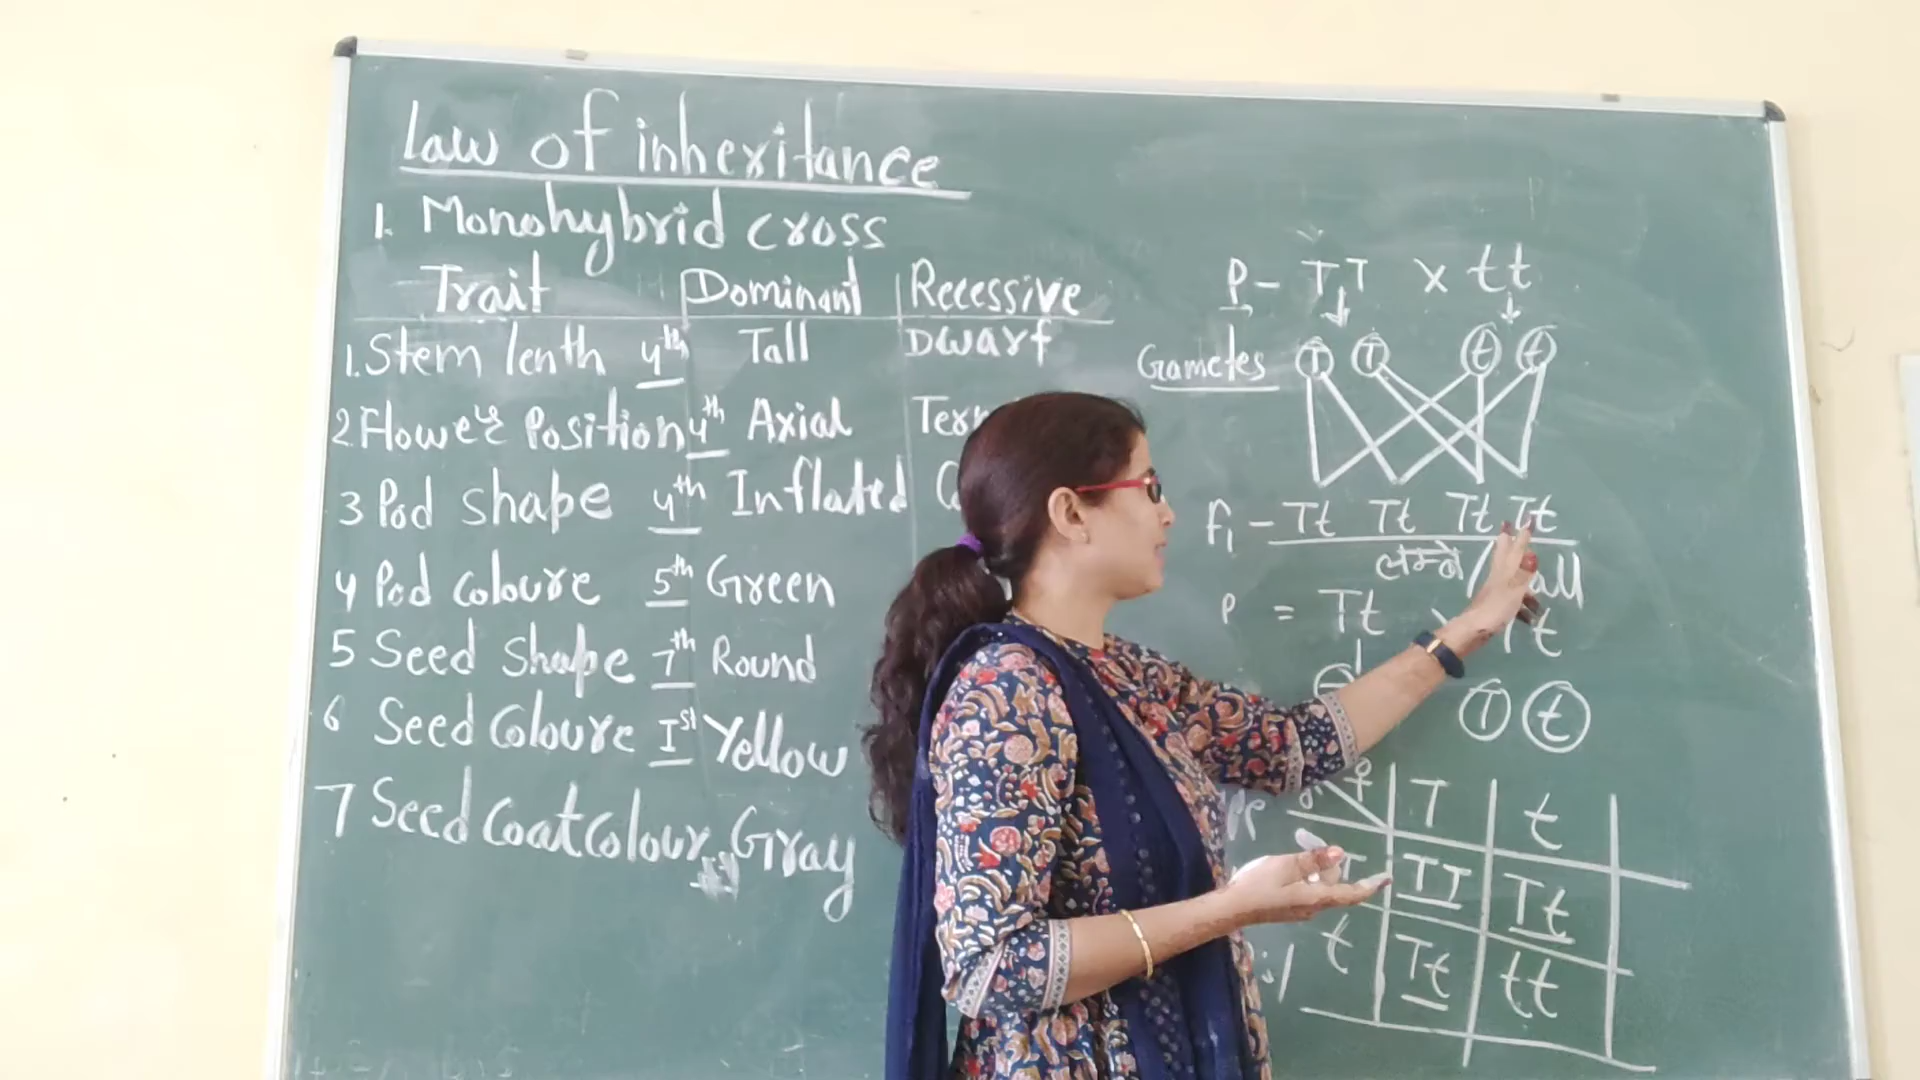 Law of inheritance
1. Monohybrid cross
Trait Dominant Recessive
1. Stem lenth 4th Tall Dwarf
2. Flower Position 4th Axial
3 Pod shape 4th Inflated
4 Pod coloure 5th Green
5 Seed Shape 7th Round
6 Seed Coloure Ist Yellow
7 Seed Coat Colour Gray
P - TT x tt
Gametes T T t t
F1 - Tt Tt Tt Tt
लम्बे / Tall
P = Tt x Tt
T t
♂ ♀ T t
T TT Tt
t Tt tt